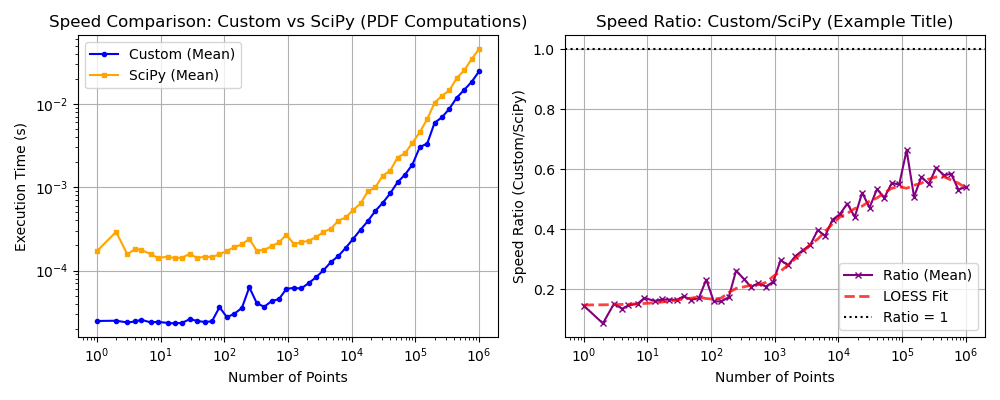 Speed Comparison: Custom vs SciPy (PDF Computations)
Custom (Mean)
SciPy (Mean)
Execution Time (s)
10⁻²
10⁻³
10⁻⁴
10⁰ 10¹ 10² 10³ 10⁴ 10⁵ 10⁶
Number of Points
Speed Ratio: Custom/SciPy (Example Title)
Speed Ratio (Custom/SciPy)
1.0
0.8
0.6
0.4
0.2
Ratio (Mean)
LOESS Fit
Ratio = 1
10⁰ 10¹ 10² 10³ 10⁴ 10⁵ 10⁶
Number of Points